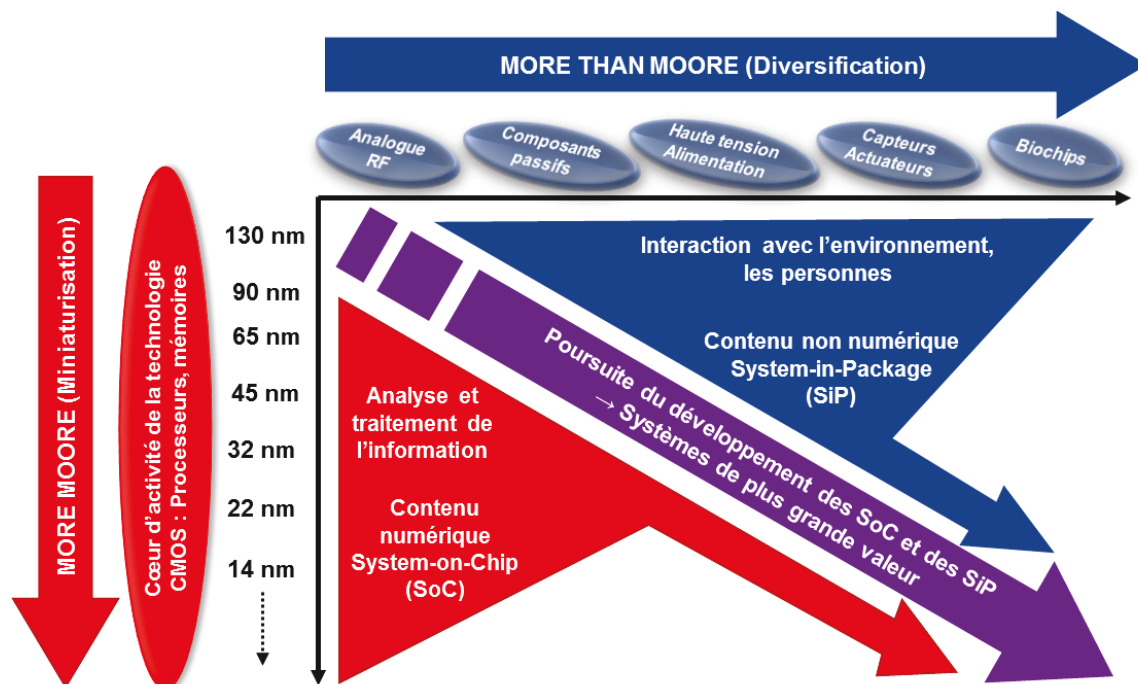 MORE THAN MOORE (Diversification)
Analogue
RF
Composants
passifs
Haute tension
Alimentation
Capteurs
Actuateurs
Biochips
MORE MOORE (Miniaturisation)
Cœur d’activité de la technologie
CMOS : Processeurs, mémoires
130 nm
90 nm
65 nm
45 nm
32 nm
22 nm
14 nm
Interaction avec l’environnement,
les personnes
Contenu non numérique
System-in-Package
(SiP)
Poursuite du développement des SoC et des SiP
→ Systèmes de plus grande valeur
Analyse et
traitement de
l’information
Contenu
numérique
System-on-Chip
(SoC)